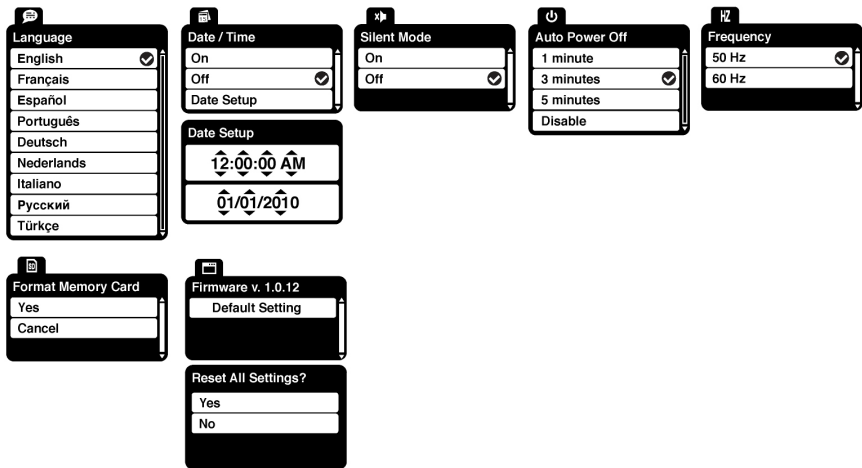 Language
English
Français
Español
Português
Deutsch
Nederlands
Italiano
Русский
Türkçe
Date / Time
On
Off
Date Setup
Date Setup
12:00:00 AM
01/01/2010
Silent Mode
On
Off
Auto Power Off
1 minute
3 minutes
5 minutes
Disable
HZ
Frequency
50 Hz
60 Hz
SD
Format Memory Card
Yes
Cancel
Firmware v. 1.0.12
Default Setting
Reset All Settings?
Yes
No